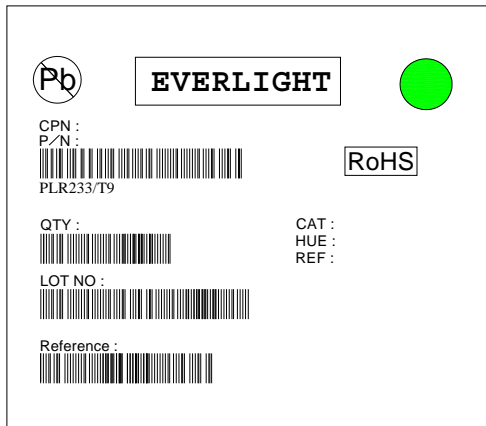 Pb
EVERLIGHT
CPN :
P/N :
RoHS
PLR233/T9
QTY :
CAT :
HUE :
REF :
LOT NO :
Reference :